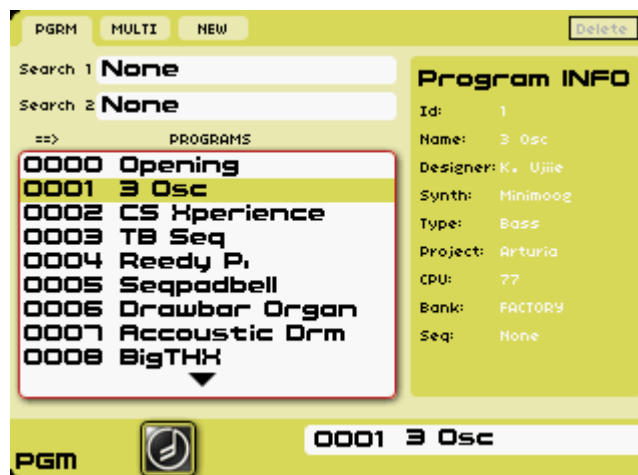 PGRM MULTI NEW Delete
Search 1 None
Search 2 None
==> PROGRAMS
0000 Opening
0001 3 Osc
0002 CS Xperience
0003 TB Seq
0004 Reedy P.
0005 Seqpadbell
0006 Drawbar Organ
0007 Accoustic Drm
0008 BigTHX
Program INFO
Id: 1
Name: 3 Osc
Designer: K. Ujiie
Synth: Minimoog
Type: Bass
Project: Arturia
CPU: 77
Bank: FACTORY
Seq: None
PGM 0001 3 Osc